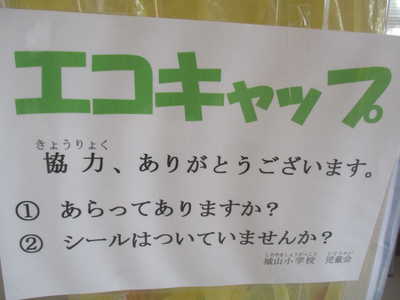 エコキャップ
きょうりょく
協力、ありがとうございます。
① あらってありますか？
② シールはついていませんか？
城山小学校 児童会